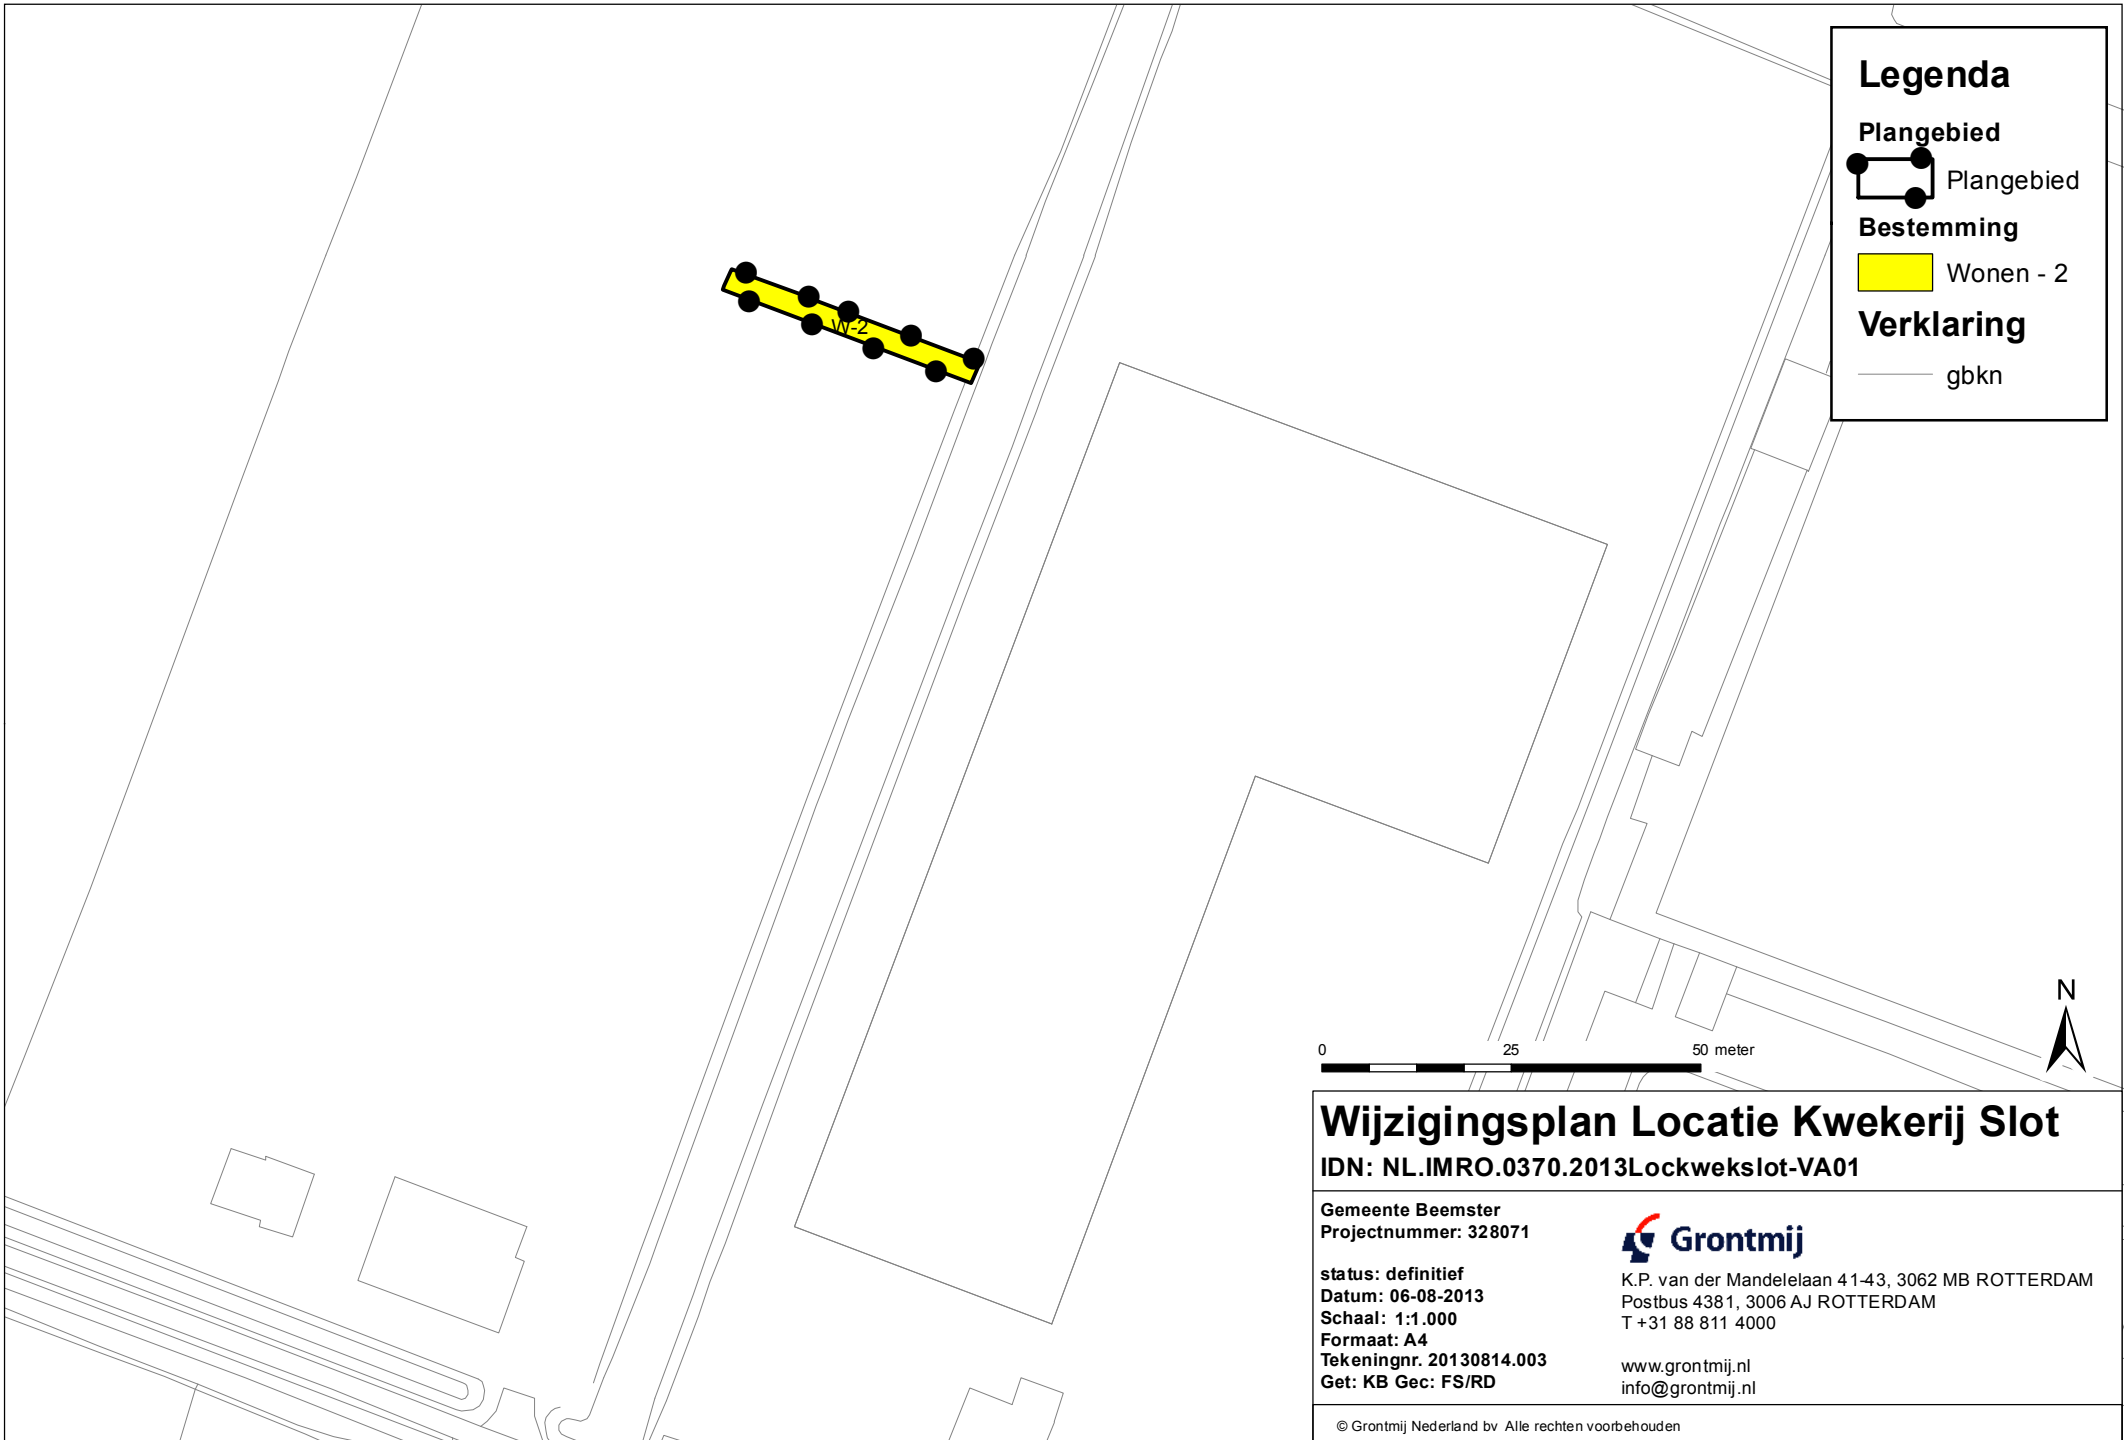 Legenda
Plangebied
Plangebied
Bestemming
Wonen - 2
Verklaring
gbkn
W-2
N
0 25 50 meter
Wijzigingsplan Locatie Kwekerij Slot
IDN: NL.IMRO.0370.2013Lockwekslot-VA01
Gemeente Beemster
Projectnummer: 328071
status: definitief
Datum: 06-08-2013
Schaal: 1:1.000
Formaat: A4
Tekeningnr. 20130814.003
Get: KB Gec: FS/RD
Grontmij
K.P. van der Mandelelaan 41-43, 3062 MB ROTTERDAM
Postbus 4381, 3006 AJ ROTTERDAM
T +31 88 811 4000
www.grontmij.nl
info@grontmij.nl
© Grontmij Nederland bv Alle rechten voorbehouden